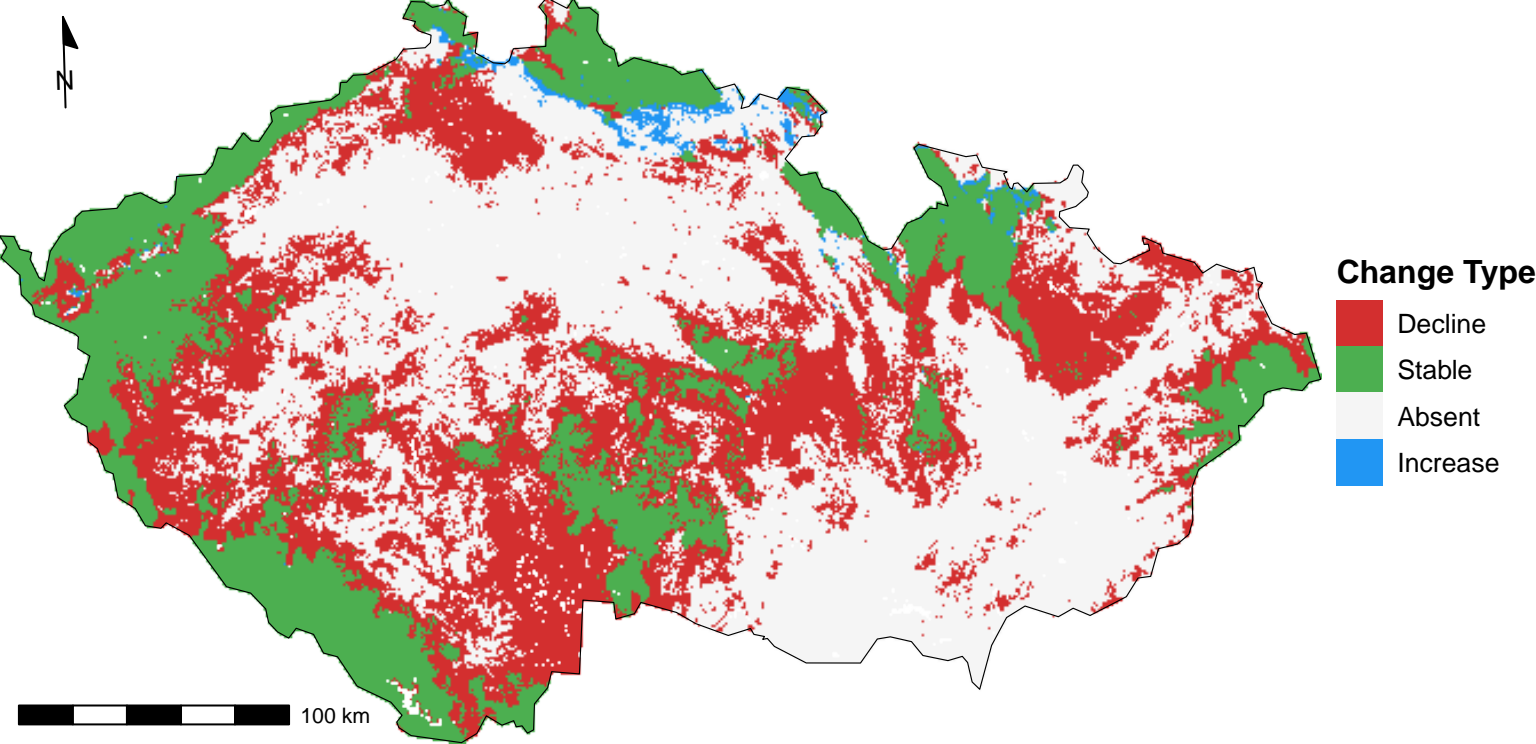 N
Change Type
Decline
Stable
Absent
Increase
100 km